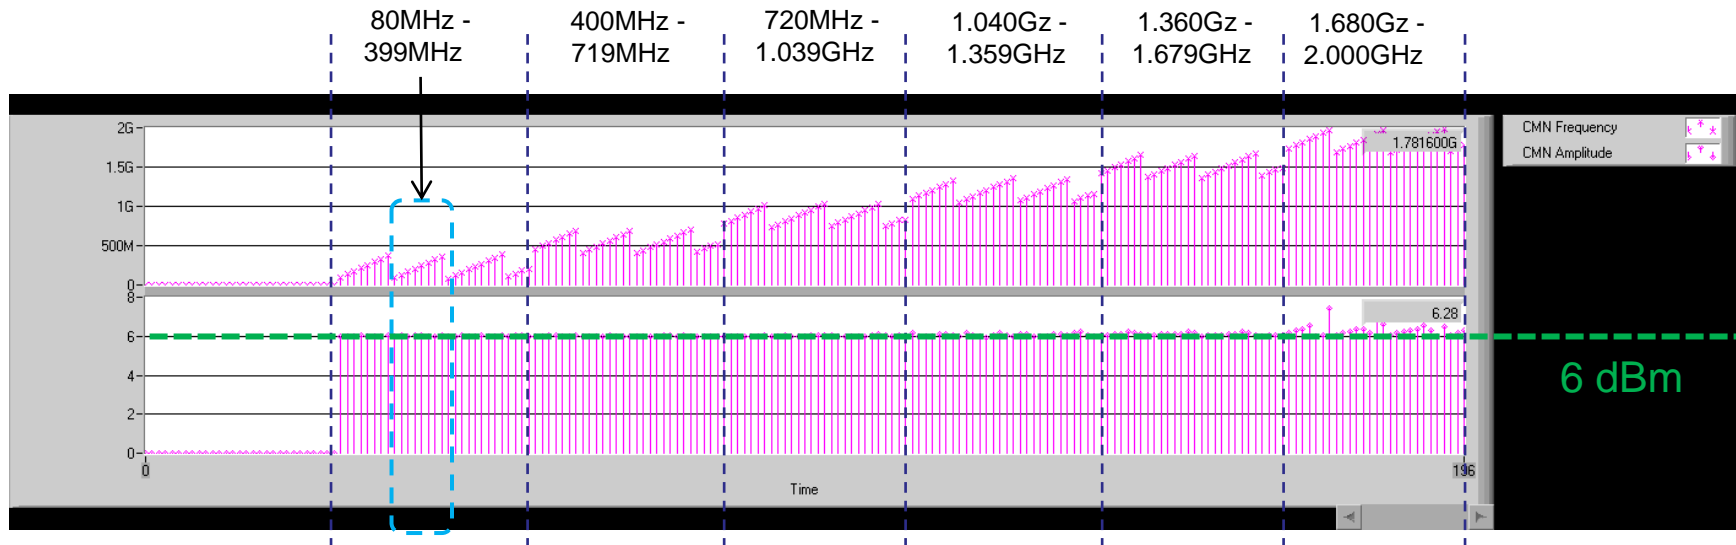 80MHz -
399MHz
400MHz -
719MHz
720MHz -
1.039GHz
1.040Gz -
1.359GHz
1.360Gz -
1.679GHz
1.680Gz -
2.000GHz
2G
1.5G
1G
500M
0
1.781600G
CMN Frequency
CMN Amplitude
8
6
4
2
0
6.28
6 dBm
0
196
Time